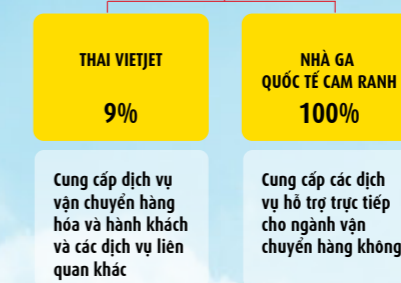 THAI VIETJET
9%
Cung cấp dịch vụ
vận chuyển hàng
hóa và hành khách
và các dịch vụ liên
quan khác
NHÀ GA
QUỐC TẾ CAM RANH
100%
Cung cấp các dịch
vụ hỗ trợ trực tiếp
cho ngành vận
chuyển hàng không